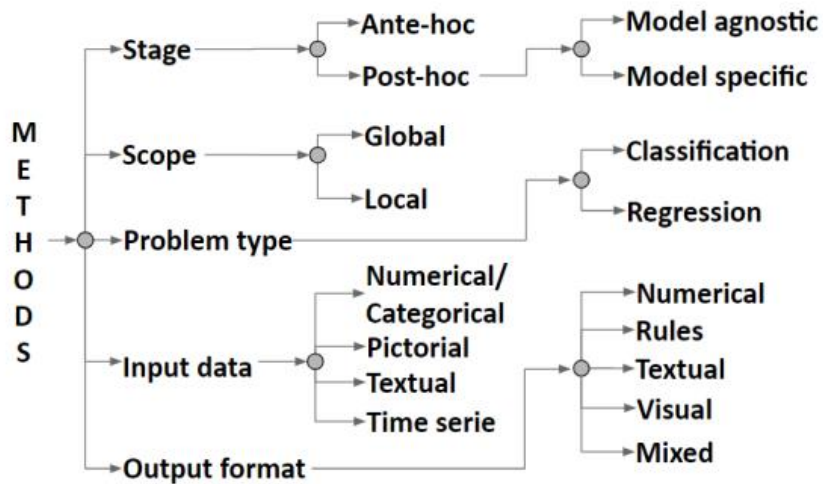 METHODS
Stage
Ante-hoc
Post-hoc
Model agnostic
Model specific
Scope
Global
Local
Problem type
Classification
Regression
Input data
Numerical/
Categorical
Pictorial
Textual
Time serie
Output format
Numerical
Rules
Textual
Visual
Mixed